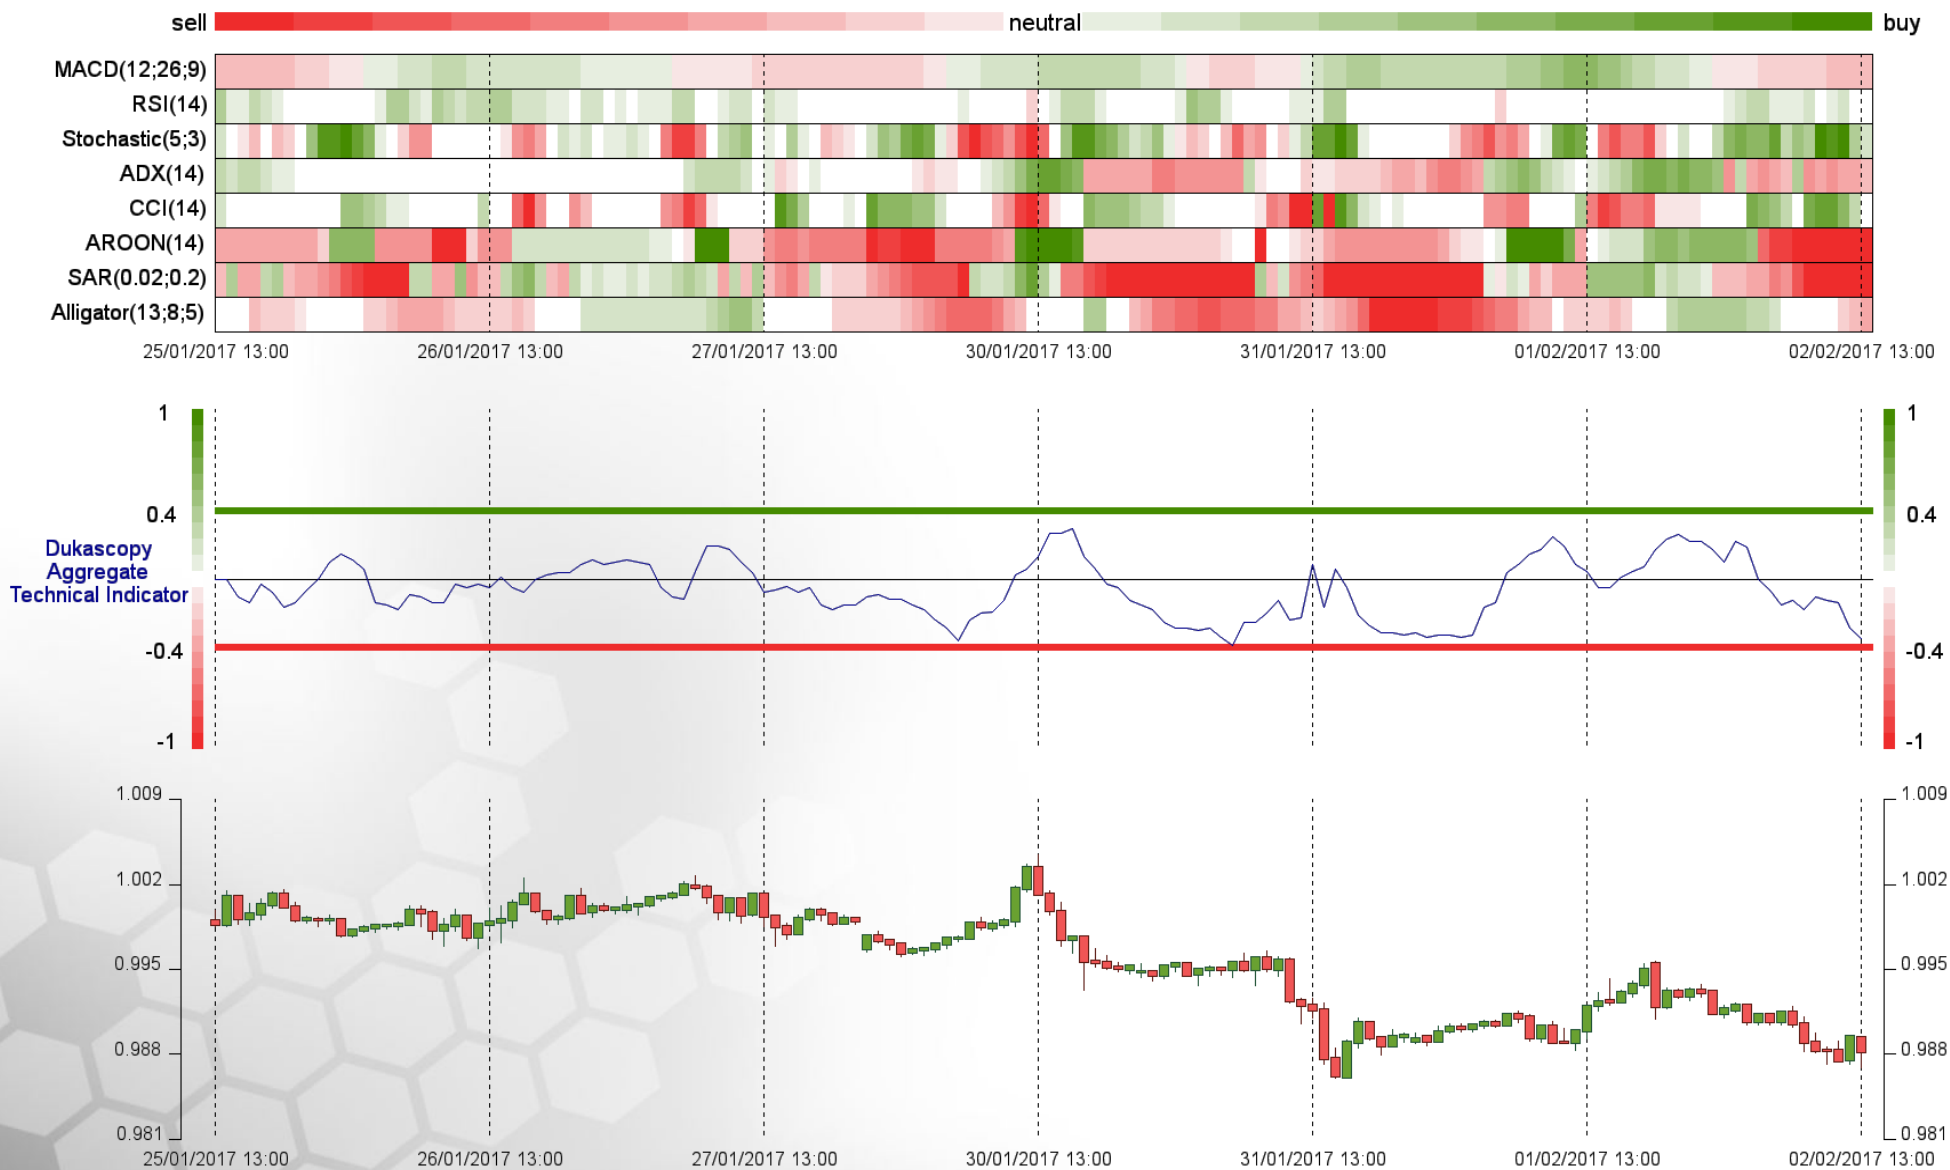 sell neutral buy
MACD(12;26;9)
RSI(14)
Stochastic(5;3)
ADX(14)
CCI(14)
AROON(14)
SAR(0.02;0.2)
Alligator(13;8;5)
25/01/2017 13:00 26/01/2017 13:00 27/01/2017 13:00 30/01/2017 13:00 31/01/2017 13:00 01/02/2017 13:00 02/02/2017 13:00
1 1
0.4 0.4
Dukascopy
Aggregate
Technical Indicator
-0.4 -0.4
-1 -1
1.009 1.009
1.002 1.002
0.995 0.995
0.988 0.988
0.981 0.981
25/01/2017 13:00 26/01/2017 13:00 27/01/2017 13:00 30/01/2017 13:00 31/01/2017 13:00 01/02/2017 13:00 02/02/2017 13:00